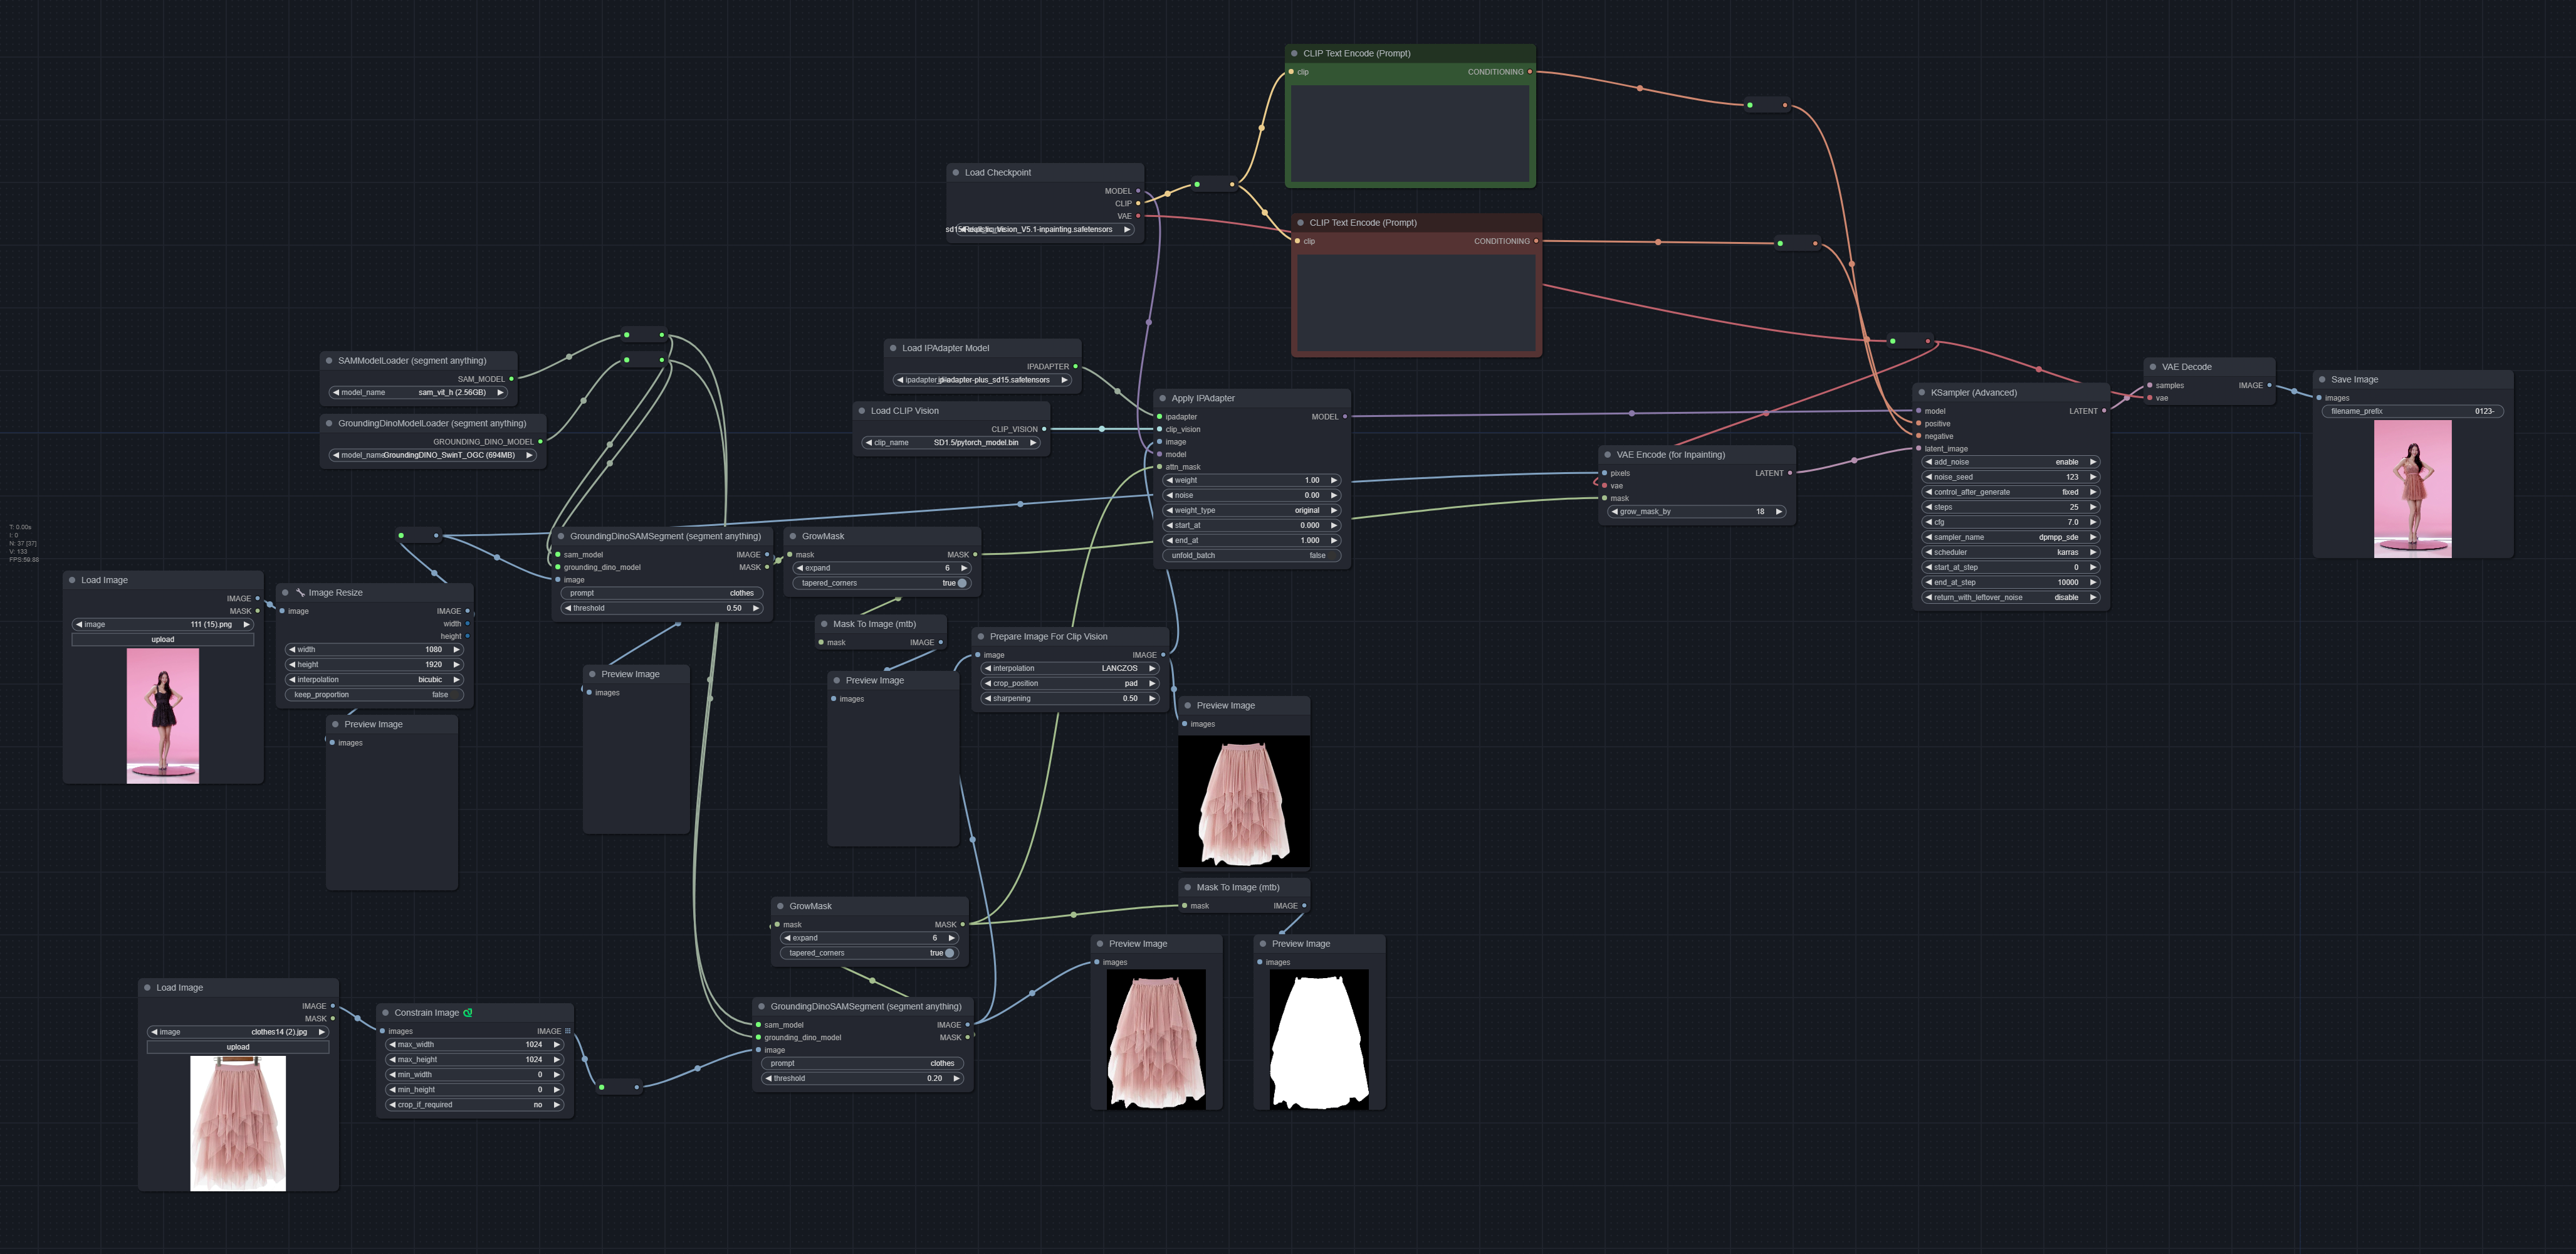 CLIP Text Encode (Prompt)
clip
CONDITIONING
Load Checkpoint
MODEL
CLIP
VAE
CLIP Text Encode (Prompt)
clip
CONDITIONING
SAMModelLoader (segment anything)
SAM_MODEL
model_name
sam_vit_h (2.56GB)
GroundingDinoModelLoader (segment anything)
GROUNDING_DINO_MODEL
model_name
GroundingDINO_SwinT_OGC (694MB)
Load IPAdapter Model
IPADAPTER
Load CLIP Vision
CLIP_VISION
clip_name
SD1.5/pytorch_model.bin
Apply IPAdapter
ipadapter
MODEL
clip_vision
image
model
attn_mask
weight 1.00
noise 0.00
weight_type original
start_at 0.000
end_at 1.000
unfold_batch false
VAE Encode (for Inpainting)
pixels
LATENT
vae
mask
grow_mask_by 18
KSampler (Advanced)
model
LATENT
positive
negative
latent_image
add_noise enable
noise_seed 123
control_after_generate fixed
steps 25
cfg 7.0
sampler_name dpmpp_sde
scheduler karras
start_at_step 0
end_at_step 10000
return_with_leftover_noise disable
VAE Decode
samples
IMAGE
vae
Save Image
images
filename_prefix 0123-
T: 0.00s
I: 0
N: 37 [37]
V: 133
FPS:59.88
Load Image
IMAGE
MASK
image 111 (15).png
upload
Image Resize
image
IMAGE
width
height
width 1080
height 1920
interpolation bicubic
keep_proportion false
Preview Image
images
GroundingDinoSAMSegment (segment anything)
sam_model
IMAGE
grounding_dino_model
MASK
image
prompt clothes
threshold 0.50
GrowMask
mask
MASK
expand 6
tapered_corners true
Mask To Image (mtb)
mask
IMAGE
Preview Image
images
Preview Image
images
Prepare Image For Clip Vision
image
IMAGE
interpolation LANCZOS
crop_position pad
sharpening 0.50
Preview Image
images
Mask To Image (mtb)
mask
IMAGE
GrowMask
mask
MASK
expand 6
tapered_corners true
Preview Image
images
Preview Image
images
Load Image
IMAGE
MASK
image clothes14 (2).jpg
upload
Constrain Image
images
IMAGE
max_width 1024
max_height 1024
min_width 0
min_height 0
crop_if_required no
GroundingDinoSAMSegment (segment anything)
sam_model
IMAGE
grounding_dino_model
MASK
image
prompt clothes
threshold 0.20